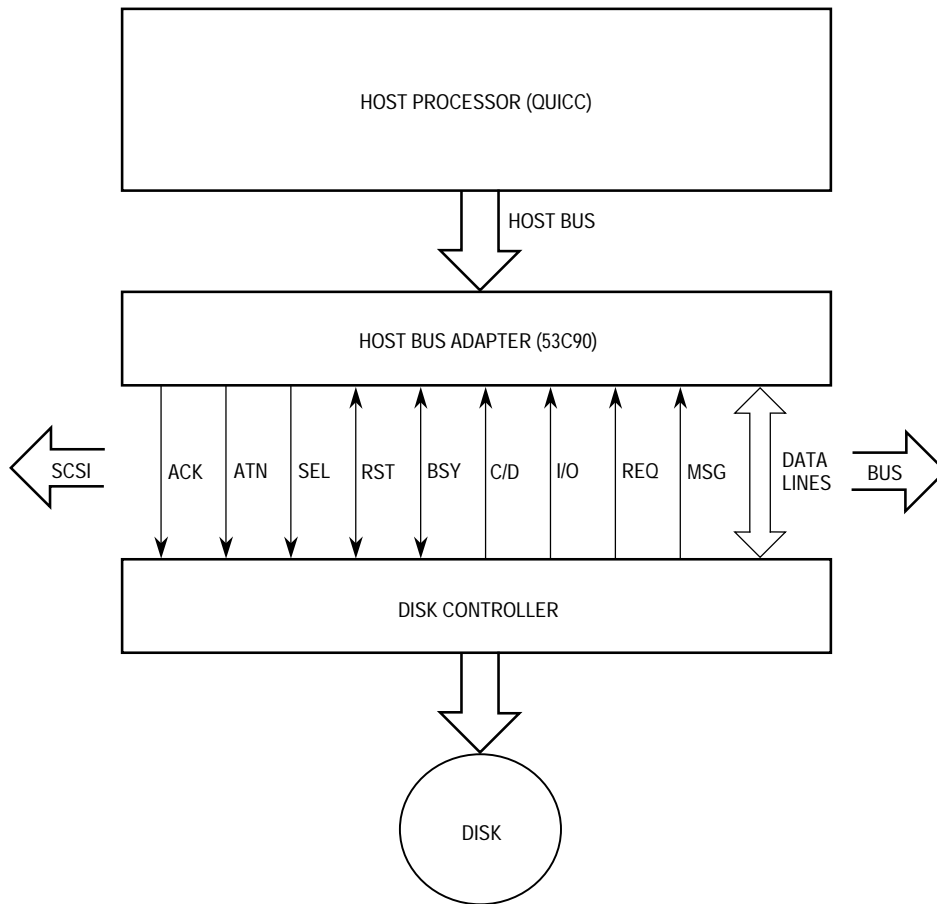 HOST PROCESSOR (QUICC)
HOST BUS
HOST BUS ADAPTER (53C90)
SCSI
ACK
ATN
SEL
RST
BSY
C/D
I/O
REQ
MSG
DATA
LINES
BUS
DISK CONTROLLER
DISK